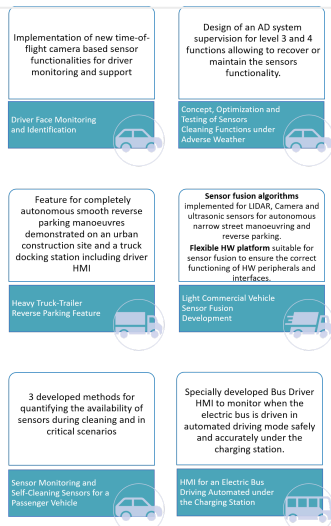 Implementation of new time-of-
flight camera based sensor
functionalities for driver
monitoring and support
Driver Face Monitoring
and Identification
Design of an AD system
supervision for level 3 and 4
functions allowing to recover or
maintain the sensors
functionality.
Concept, Optimization and
Testing of Sensors
Cleaning Functions under
Adverse Weather
Feature for completely
autonomous smooth reverse
parking manoeuvres
demonstrated on an urban
construction site and a truck
docking station including driver
HMI
Heavy Truck-Trailer
Reverse Parking Feature
Sensor fusion algorithms
implemented for LIDAR, Camera and
ultrasonic sensors for autonomous
narrow street manoeuvring and
reverse parking.
Flexible HW platform suitable for
sensor fusion to ensure the correct
functioning of HW peripherals and
interfaces.
Light Commercial Vehicle
Sensor Fusion
Development
3 developed methods for
quantifying the availability of
sensors during cleaning and in
critical scenarios
Sensor Monitoring and
Self-Cleaning Sensors for a
Passenger Vehicle
Specially developed Bus Driver
HMI to monitor when the
electric bus is driven in
automated driving mode safely
and accurately under the
charging station.
HMI for an Electric Bus
Driving Automated under
the Charging Station